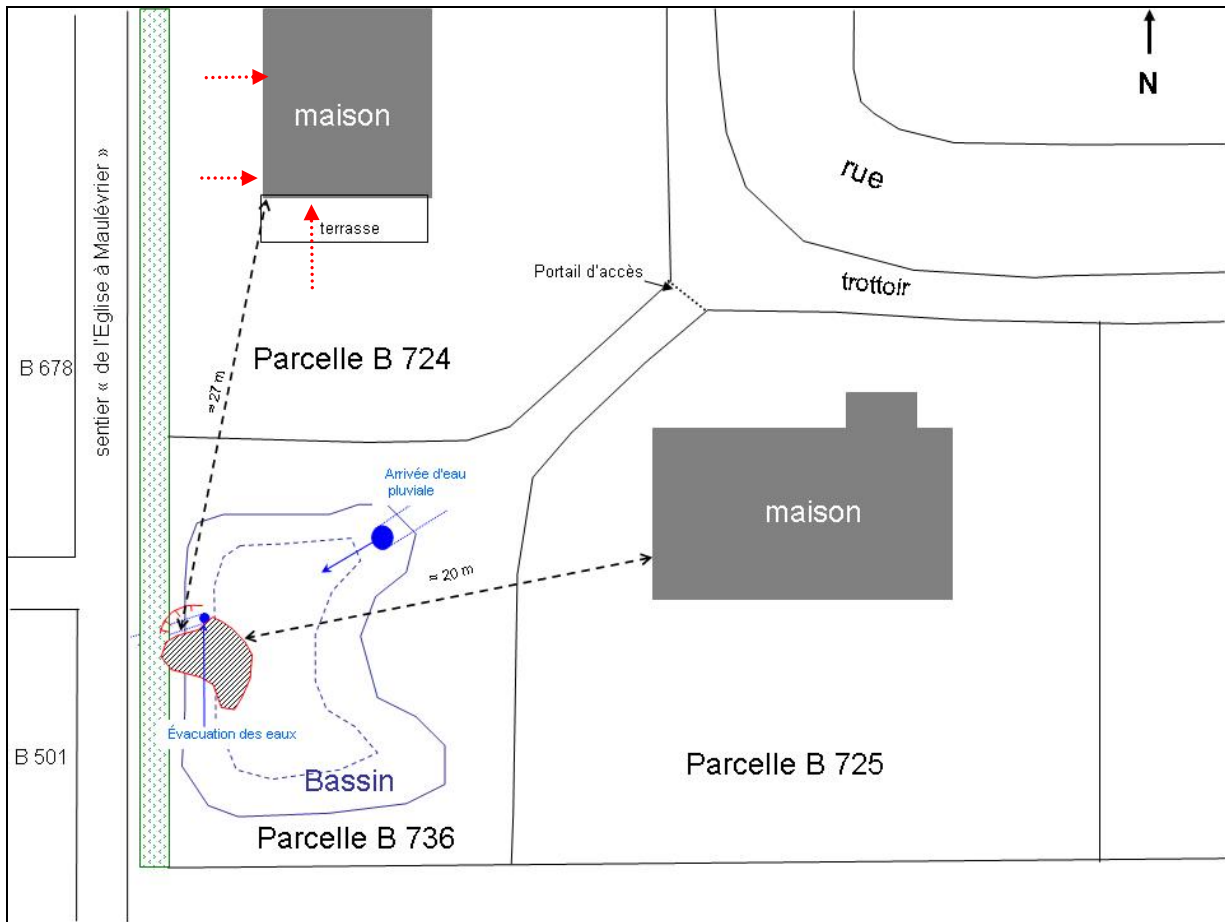 N
maison
rue
terrasse
sentier « de l'Eglise à Maulévrier »
Portail d'accès
trottoir
Parcelle B 724
B 678
≈ 27 m
Arrivée d'eau
pluviale
maison
≈ 20 m
Évacuation des eaux
B 501
Bassin
Parcelle B 725
Parcelle B 736